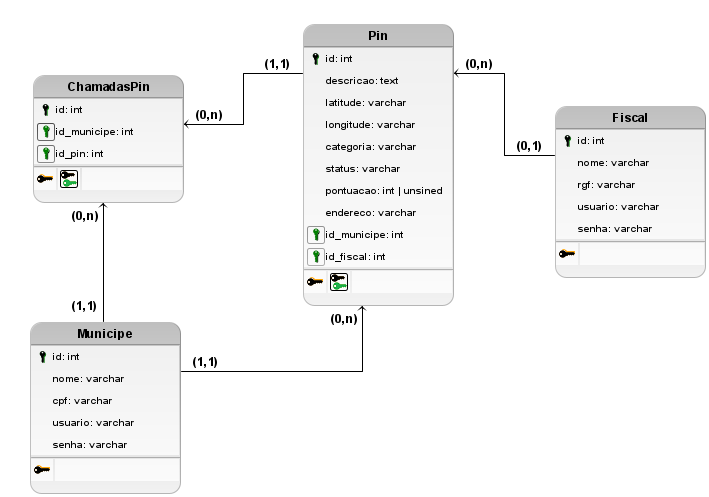 Pin
id: int
descricao: text
latitude: varchar
longitude: varchar
categoria: varchar
status: varchar
pontuacao: int | unsined
endereco: varchar
id_municipe: int
id_fiscal: int
(1,1)
(0,n)
ChamadasPin
id: int
id_municipe: int
id_pin: int
(0,n)
(0,n)
(0,1)
Fiscal
id: int
nome: varchar
rgf: varchar
usuario: varchar
senha: varchar
(0,n)
(1,1)
Municipe
id: int
nome: varchar
cpf: varchar
usuario: varchar
senha: varchar
(1,1)
(0,n)